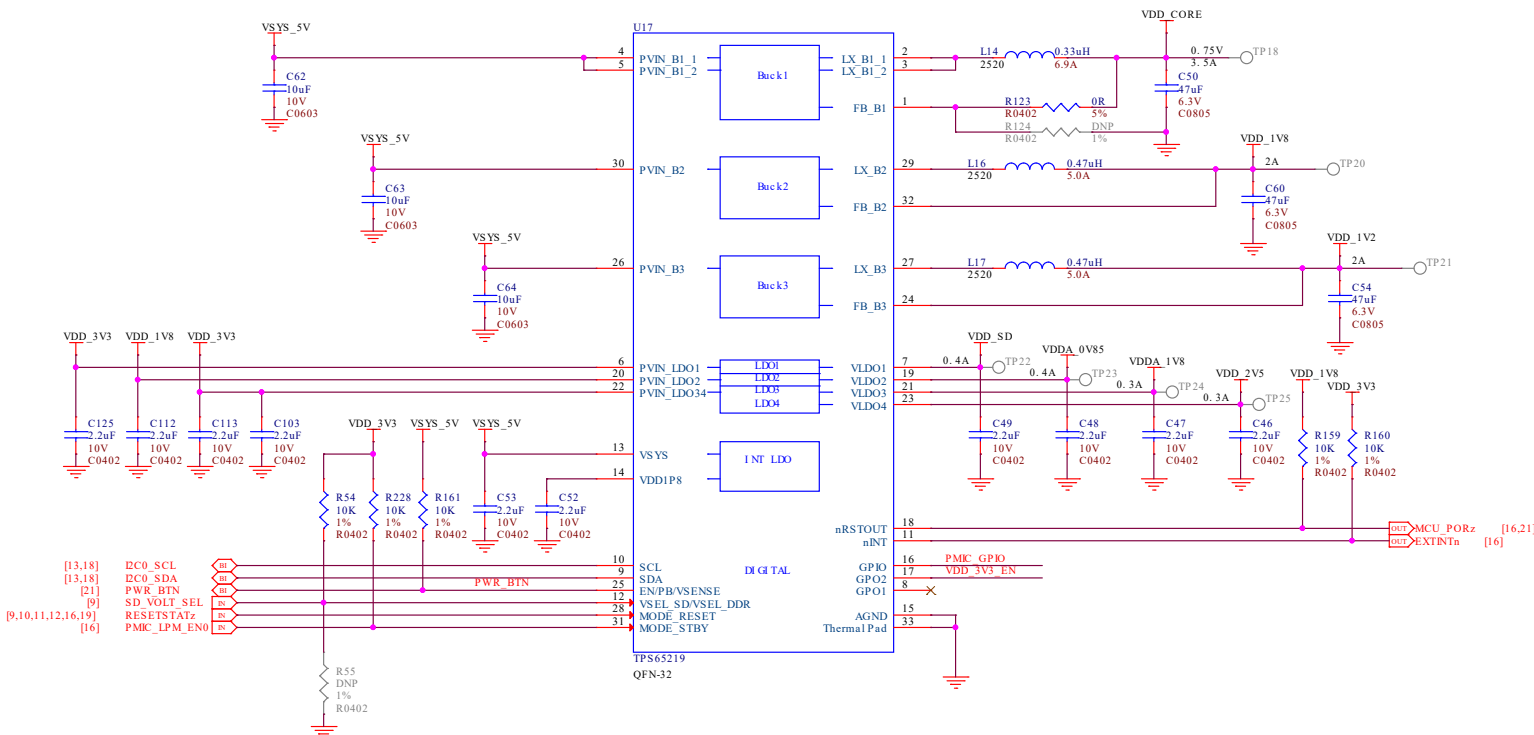 U17
VSYS_5V
C62
10uF
10V
C0603
4
PVIN_B1_1
5
PVIN_B1_2
Buck1
2
LX_B1_1
3
LX_B1_2
1
FB_B1
L14
2520
0.33uH
6.9A
R123
R0402
0R
5%
R124
R0402
DNP
1%
VDD_CORE
0.75V
3.5A
TP18
C50
47uF
6.3V
C0805
VSYS_5V
C63
10uF
10V
C0603
30
PVIN_B2
Buck2
29
LX_B2
32
FB_B2
L16
2520
0.47uH
5.0A
VDD_1V8
2A
TP20
C60
47uF
6.3V
C0805
VSYS_5V
C64
10uF
10V
C0603
26
PVIN_B3
Buck3
27
LX_B3
24
FB_B3
L17
2520
0.47uH
5.0A
VDD_1V2
2A
TP21
C54
47uF
6.3V
C0805
VDD_3V3
VDD_1V8
VDD_3V3
6
PVIN_LDO1
20
PVIN_LDO2
22
PVIN_LDO34
LDO1
LDO2
LDO3
LDO4
7
VLDO1
19
VLDO2
21
VLDO3
23
VLDO4
VDD_SD
0.4A
TP22
VDDA_0V85
0.4A
TP23
VDDA_1V8
0.3A
TP24
VDD_2V5
0.3A
TP25
VDD_1V8
VDD_3V3
C125
2.2uF
10V
C0402
C112
2.2uF
10V
C0402
C113
2.2uF
10V
C0402
C103
2.2uF
10V
C0402
C49
2.2uF
10V
C0402
C48
2.2uF
10V
C0402
C47
2.2uF
10V
C0402
C46
2.2uF
10V
C0402
R159
10K
1%
R0402
R160
10K
1%
R0402
VDD_3V3
VSYS_5V
VSYS_5V
13
VSYS
14
VDD1P8
INT LDO
R54
10K
1%
R0402
R228
10K
1%
R0402
R161
10K
1%
R0402
C53
2.2uF
10V
C0402
C52
2.2uF
10V
C0402
18
nRSTOUT
11
nINT
OUT
MCU_PORz
[16,21]
OUT
EXTINTn
[16]
[13,18]
I2C0_SCL
BI
10
SCL
[13,18]
I2C0_SDA
BI
9
SDA
[21]
PWR_BTN
BI
PWR_BTN
25
EN/PB/VSENSE
[9]
SD_VOLT_SEL
IN
12
VSEL_SD/VSEL_DDR
[9,10,11,12,16,19]
RESETSTATz
IN
28
MODE_RESET
[16]
PMIC_LPM_EN0
IN
31
MODE_STBY
DIGITAL
16
GPIO
PMIC_GPIO
17
GPO2
VDD_3V3_EN
8
GPO1
15
AGND
33
Thermal Pad
TPS65219
QFN-32
R55
DNP
1%
R0402